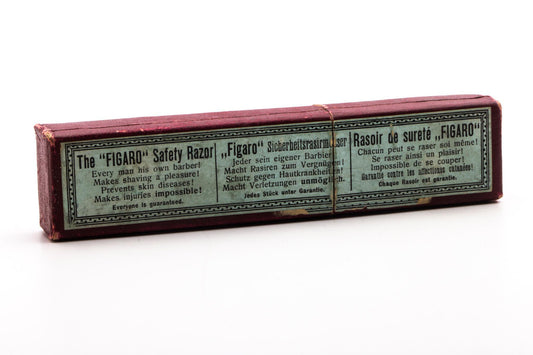 The "FIGARO" Safety Razor
Every man his own barber!
Makes shaving a pleasure!
Prevents skin diseases!
Makes injuries impossible!
Everyone is guaranteed.
„Figaro" Sicherheitsrasirmesser
Jeder sein eigener Barbier!
Macht Rasiren zum Vergnügen!
Schutz gegen Hautkrankheiten!
Macht Verletzungen unmöglich.
Jedes Stück unter Garantie.
Rasoir de sureté „FIGARO"
Chacun peut se raser soi même!
Se raser ainsi un plaisir!
Impossible de se couper!
Garantie contre les affections cutanées!
Chaque Rasoir est garantie.